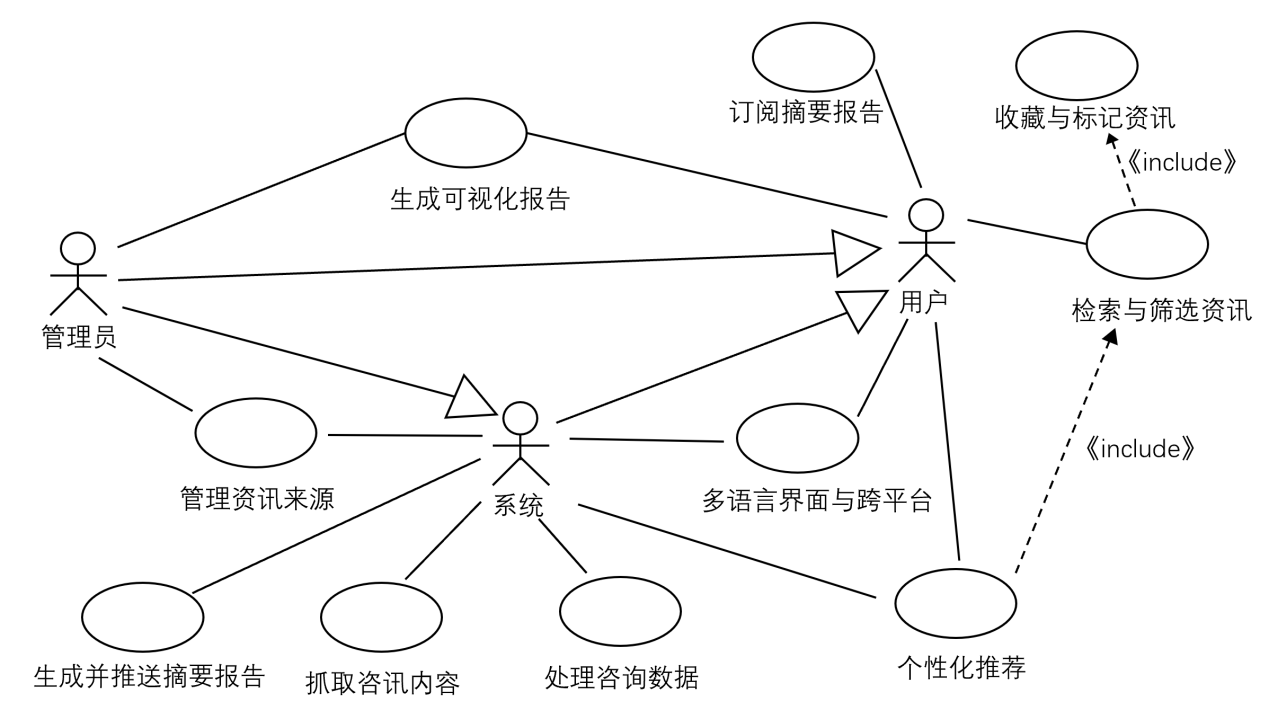 订阅摘要报告
收藏与标记资讯
《include》
生成可视化报告
用户
检索与筛选资讯
管理员
《include》
管理资讯来源
系统
多语言界面与跨平台
生成并推送摘要报告
抓取咨讯内容
处理咨询数据
个性化推荐